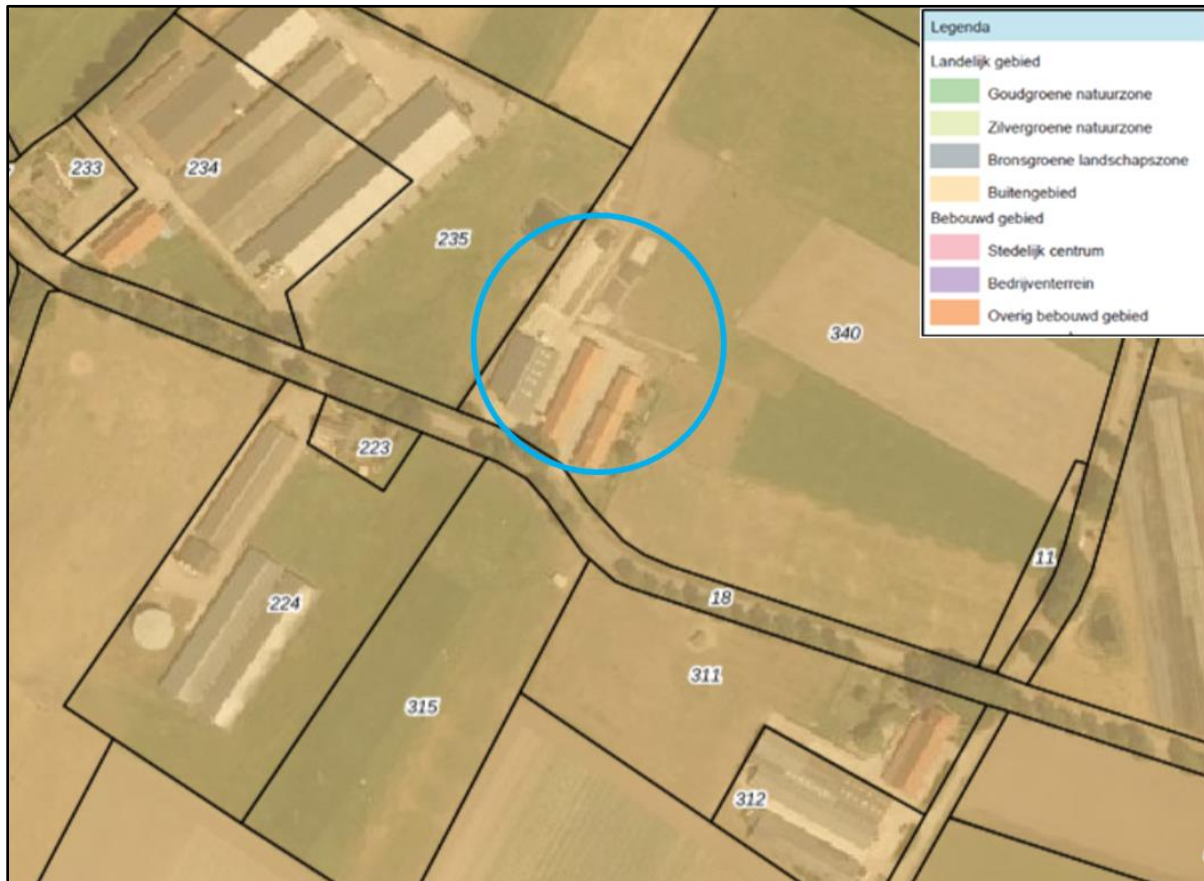 Legenda
Landelijk gebied
Goudgroene natuurzone
Zilvergroene natuurzone
Bronsgroene landschapszone
Buitengebied
Bebouwd gebied
Stedelijk centrum
Bedrijventerrein
Overig bebouwd gebied
233
234
235
340
223
11
18
224
311
315
312